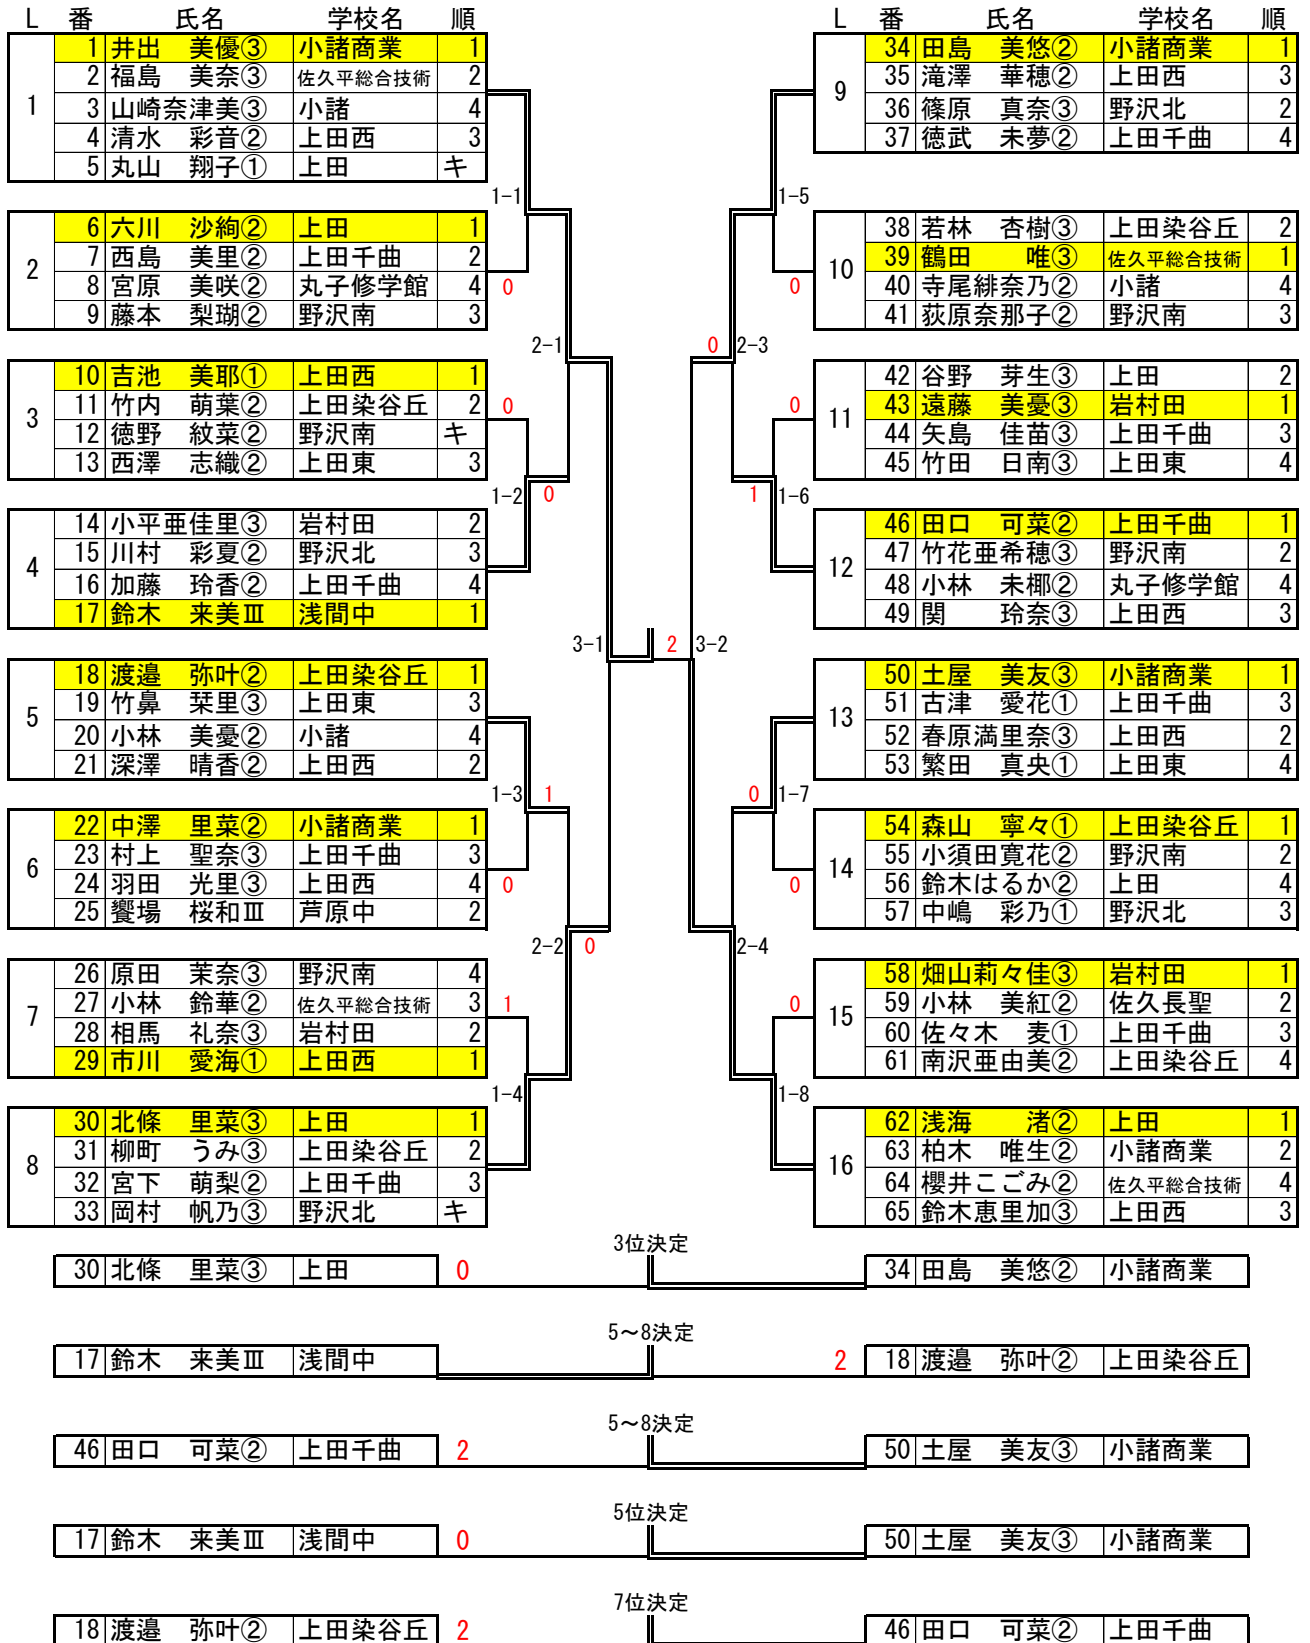 L 番 氏名 学校名 順
1
1 井出 美優③ 小諸商業 1
2 福島 美奈③ 佐久平総合技術 2
3 山崎奈津美③ 小諸 4
4 清水 彩音② 上田西 3
5 丸山 翔子① 上田 キ
2
6 六川 沙絢② 上田 1
7 西島 美里② 上田千曲 2
8 宮原 美咲② 丸子修学館 4
9 藤本 梨瑚② 野沢南 3
3
10 吉池 美耶① 上田西 1
11 竹内 萌葉② 上田染谷丘 2
12 徳野 紋菜② 野沢南 キ
13 西澤 志織② 上田東 3
4
14 小平亜佳里③ 岩村田 2
15 川村 彩夏② 野沢北 3
16 加藤 玲香② 上田千曲 4
17 鈴木 来美Ⅲ 浅間中 1
5
18 渡邉 弥叶② 上田染谷丘 1
19 竹鼻 栞里② 上田東 3
20 小林 美憂② 小諸 4
21 深澤 晴香② 上田西 2
6
22 中澤 里菜② 小諸商業 1
23 村上 聖奈③ 上田千曲 3
24 羽田 光里③ 上田西 4
25 饗場 桜和Ⅲ 芦原中 2
7
26 原田 茉奈③ 野沢南 4
27 小林 鈴華② 佐久平総合技術 3
28 相馬 礼奈③ 岩村田 2
29 市川 愛海① 上田西 1
8
30 北條 里菜③ 上田 1
31 柳町 うみ③ 上田染谷丘 2
32 宮下 萌梨② 上田千曲 3
33 岡村 帆乃③ 野沢北 キ
1-1
0
2-1
0
1-2
0
3-1
1-3
1
0
2-2
0
1
1-4
2
L 番 氏名 学校名 順
9
34 田島 美悠② 小諸商業 1
35 滝澤 華穂② 上田西 3
36 篠原 真奈③ 野沢北 2
37 徳武 未夢② 上田千曲 4
10
38 若林 杏樹③ 上田染谷丘 2
39 鶴田 唯③ 佐久平総合技術 1
40 寺尾緋奈乃② 小諸 4
41 荻原奈那子② 野沢南 3
11
42 谷野 芽生③ 上田 2
43 遠藤 美憂③ 岩村田 1
44 矢島 佳苗③ 上田千曲 3
45 竹田 日南③ 上田東 4
12
46 田口 可菜② 上田千曲 1
47 竹花亜希穂③ 野沢南 2
48 小林 未椰② 丸子修学館 4
49 関 玲奈③ 上田西 3
13
50 土屋 美友③ 小諸商業 1
51 古津 愛花① 上田千曲 3
52 春原満里奈③ 上田西 2
53 繁田 真央① 上田東 4
14
54 森山 寧々① 上田染谷丘 1
55 小須田寛花② 野沢南 2
56 鈴木はるか② 上田 4
57 中嶋 彩乃① 野沢北 3
15
58 畑山莉々佳③ 岩村田 1
59 小林 美紅② 佐久長聖 2
60 佐々木 麦① 上田千曲 3
61 南沢亜由美② 上田染谷丘 4
16
62 浅海 渚② 上田 1
63 柏木 唯生② 小諸商業 2
64 櫻井こごみ② 佐久平総合技術 4
65 鈴木恵里加③ 上田西 3
1-5
0
0 2-3
0
1 1-6
3-2
0 1-7
0
2-4
0
1-8
3位決定
30 北條 里菜③ 上田 0
34 田島 美悠② 小諸商業
5～8決定
17 鈴木 来美Ⅲ 浅間中
2 18 渡邉 弥叶② 上田染谷丘
5～8決定
46 田口 可菜② 上田千曲 2
50 土屋 美友③ 小諸商業
5位決定
17 鈴木 来美Ⅲ 浅間中 0
50 土屋 美友③ 小諸商業
7位決定
18 渡邉 弥叶② 上田染谷丘 2
46 田口 可菜② 上田千曲